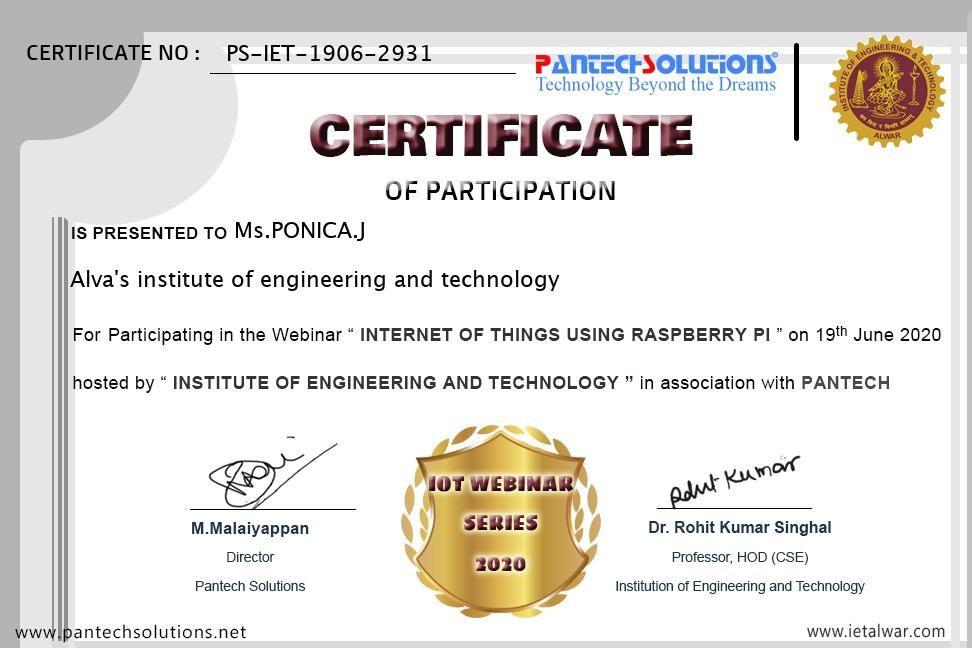 CERTIFICATE NO : PS-IET-1906-2931
PANTECHSOLUTIONS
Technology Beyond the Dreams
INSTITUTE OF ENGINEERING & TECHNOLOGY
ALWAR
CERTIFICATE
OF PARTICIPATION
IS PRESENTED TO Ms.PONICA.J
Alva's institute of engineering and technology
For Participating in the Webinar “ INTERNET OF THINGS USING RASPBERRY PI ” on 19th June 2020
hosted by “ INSTITUTE OF ENGINEERING AND TECHNOLOGY ” in association with PANTECH
IOT WEBINAR
SERIES
2020
Rohit Kumar
M.Malaiyappan
Director
Pantech Solutions
Dr. Rohit Kumar Singhal
Professor, HOD (CSE)
Institution of Engineering and Technology
www.pantechsolutions.net
www.ietalwar.com